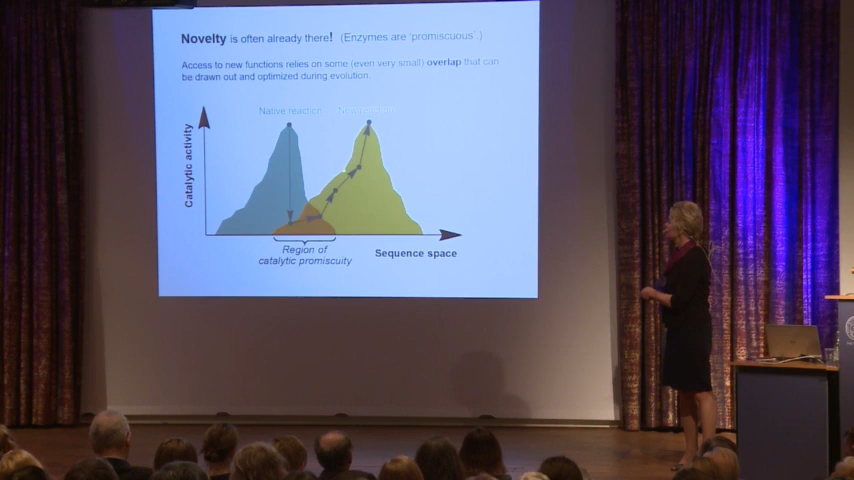 Novelty is often already there! (Enzymes are 'promiscuous'.)
Access to new functions relies on some (even very small) overlap that can
be drawn out and optimized during evolution.
Native reaction
Catalytic activity
Region of
catalytic promiscuity
Sequence space